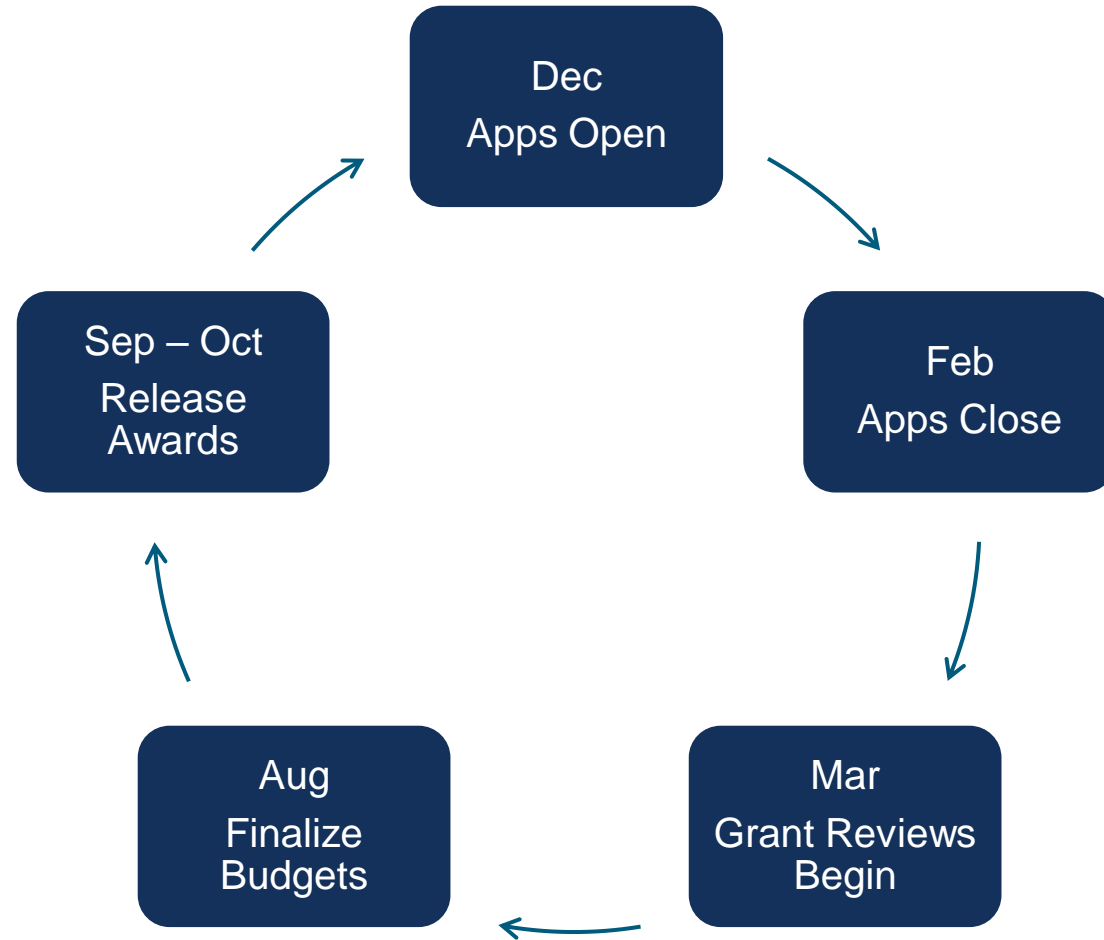 Dec
Apps Open
Feb
Apps Close
Mar
Grant Reviews
Begin
Aug
Finalize
Budgets
Sep – Oct
Release
Awards